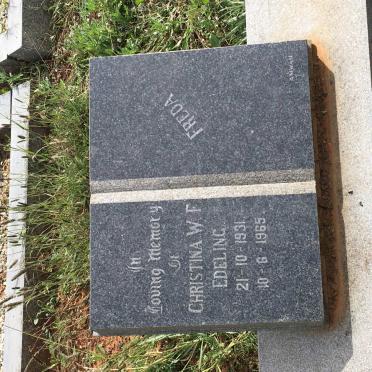 FREDA
In
Loving Memory
Of
CHRISTINA W. F.
EDELING
21-10-1931.
10-6-1965.